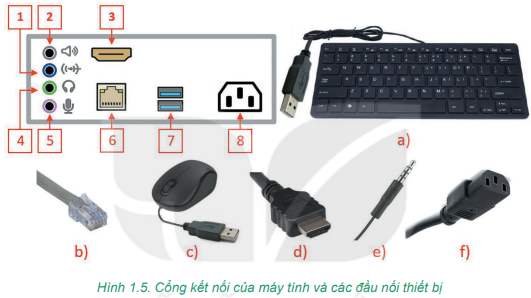 1 2 3
4 5 6 7 8
a)
b) c) d) e) f)
Hình 1.5. Cổng kết nối của máy tính và các đầu nối thiết bị